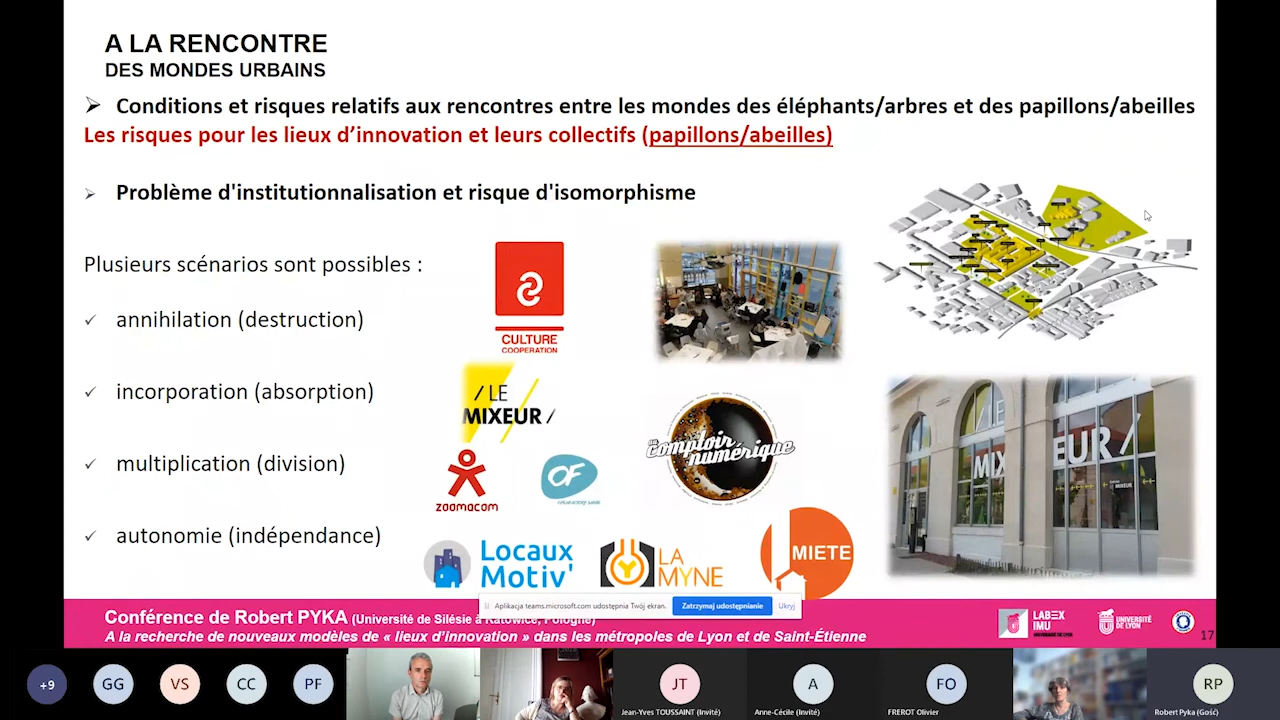 A LA RENCONTRE
DES MONDES URBAINS
Conditions et risques relatifs aux rencontres entre les mondes des éléphants/arbres et des papillons/abeilles
Les risques pour les lieux d’innovation et leurs collectifs (papillons/abeilles)
Problème d'institutionnalisation et risque d'isomorphisme
Plusieurs scénarios sont possibles :
annihilation (destruction)
incorporation (absorption)
multiplication (division)
autonomie (indépendance)
CULTURE
COOPERATION
/ LE
MIXEUR /
zoomacom
OF
comptoir
numérique
Locaux
Motiv'
LA
MYNE
MIETE
/ LE
MIX
EUR /
MIXEUR
Aplikacja teams.microsoft.com udostępnia Twój ekran.
Zatrzymaj udostępnianie
Ukryj
Conférence de Robert PYKA (Université de Silésie à Katowice, Pologne)
A la recherche de nouveaux modèles de « lieux d’innovation » dans les métropoles de Lyon et de Saint-Étienne
LABEX
IMU
UNIVERSITÉ
DE LYON
17
+9
GG
VS
CC
PF
JT
A
FO
RP
Jean-Yves TOUSSAINT (Invité)
Anne-Cécile (Invité)
FREROT Olivier
Robert Pyka (Gość)